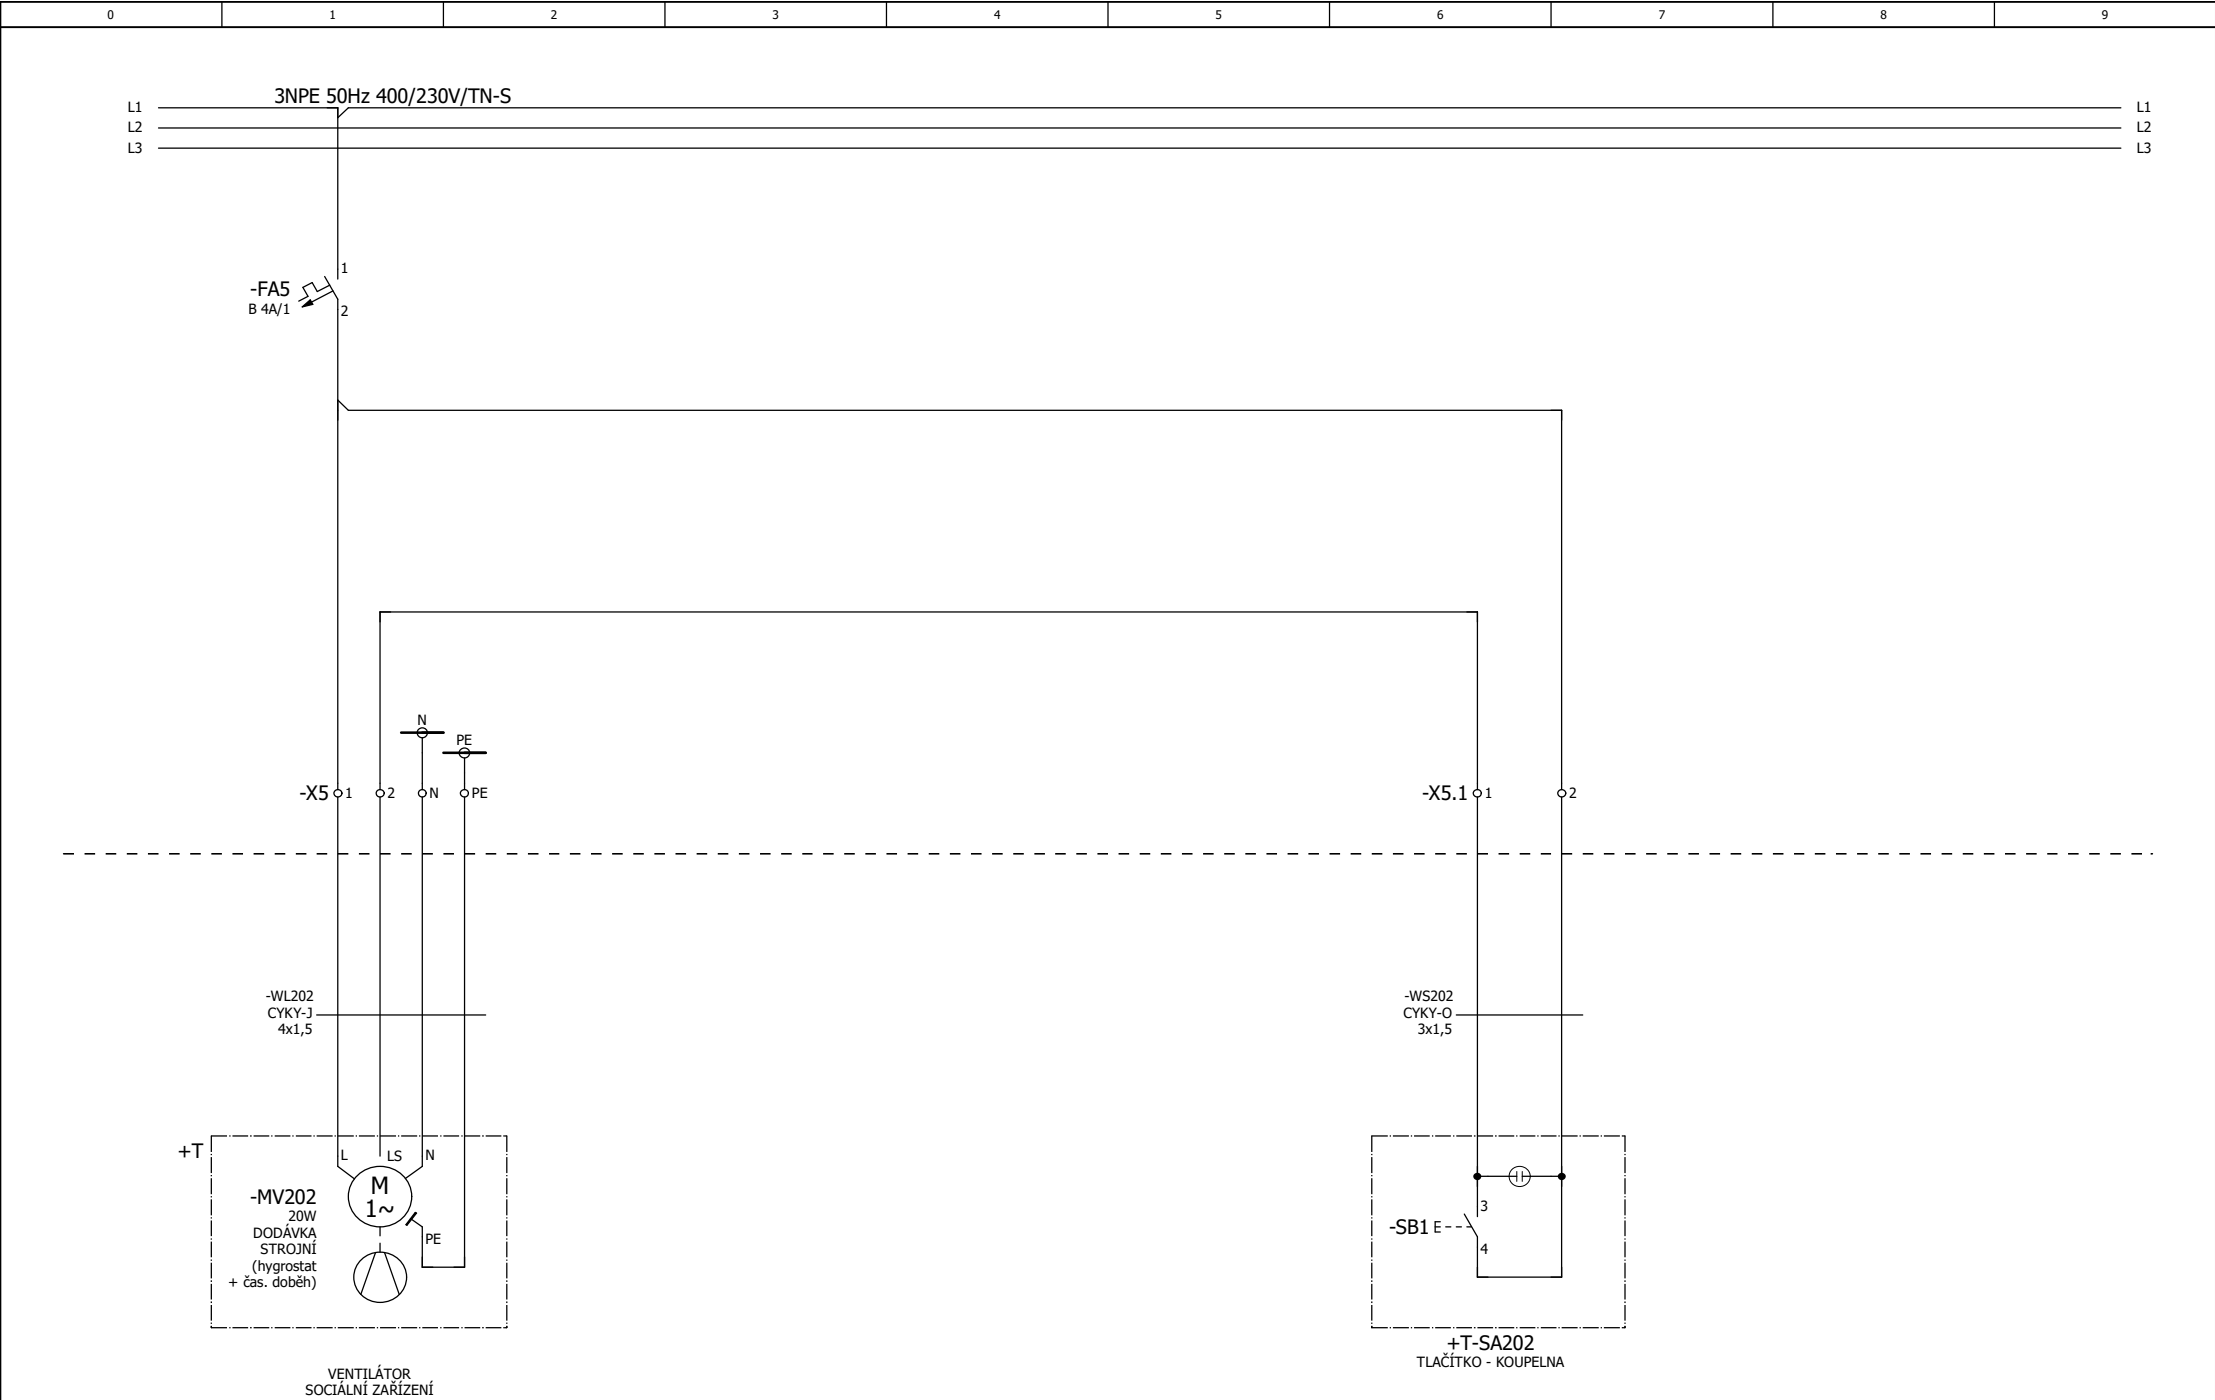 0 1 2 3 4 5 6 7 8 9
3NPE 50Hz 400/230V/TN-S
L1 L1
L2 L2
L3 L3
1
-FA5
B 4A/1
2
N
PE
-X5 1 2 N PE
-X5.1 1 2
-WL202
CYKY-J
4x1,5
-WS202
CYKY-O
3x1,5
+T
L LS N
M
1~
-MV202
20W
DODÁVKA
STROJNÍ
(hygrostat
+ čas. doběh)
PE
3
-SB1 E
4
+T-SA202
TLAČÍTKO - KOUPELNA
VENTILÁTOR
SOCIÁLNÍ ZAŘÍZENÍ